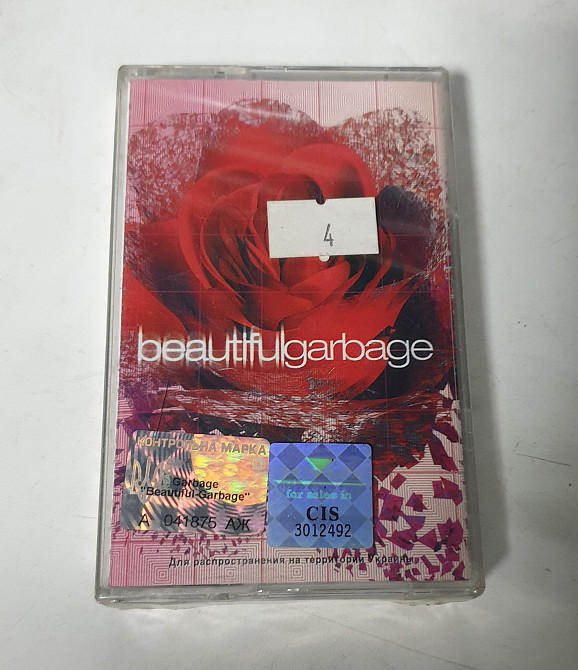 4
beautifulgarbage
КОНТРОЛЬНА МАРКА
Garbage
"Beautiful Garbage"
А 041875 АЖ
for sales in
CIS
3012492
Для распространения на территории Украины